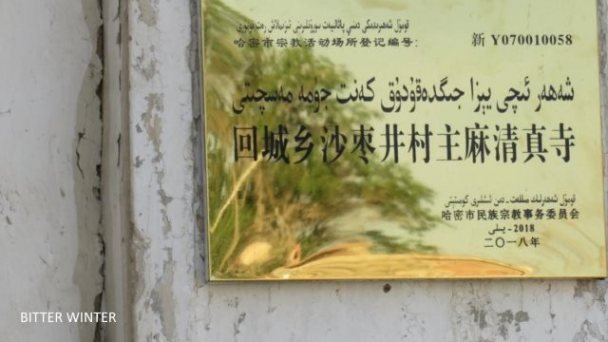 哈密市宗教活动场所登记编号: 新 Y070010058
شەھەر ئىچى يېزا جىگدەقۇدۇق كەنت جۈمە مەسچىتى
回城乡沙枣井村主麻清真寺
哈密市民族宗教事务委员会
2018-يىلى
二〇一八年
BITTER WINTER